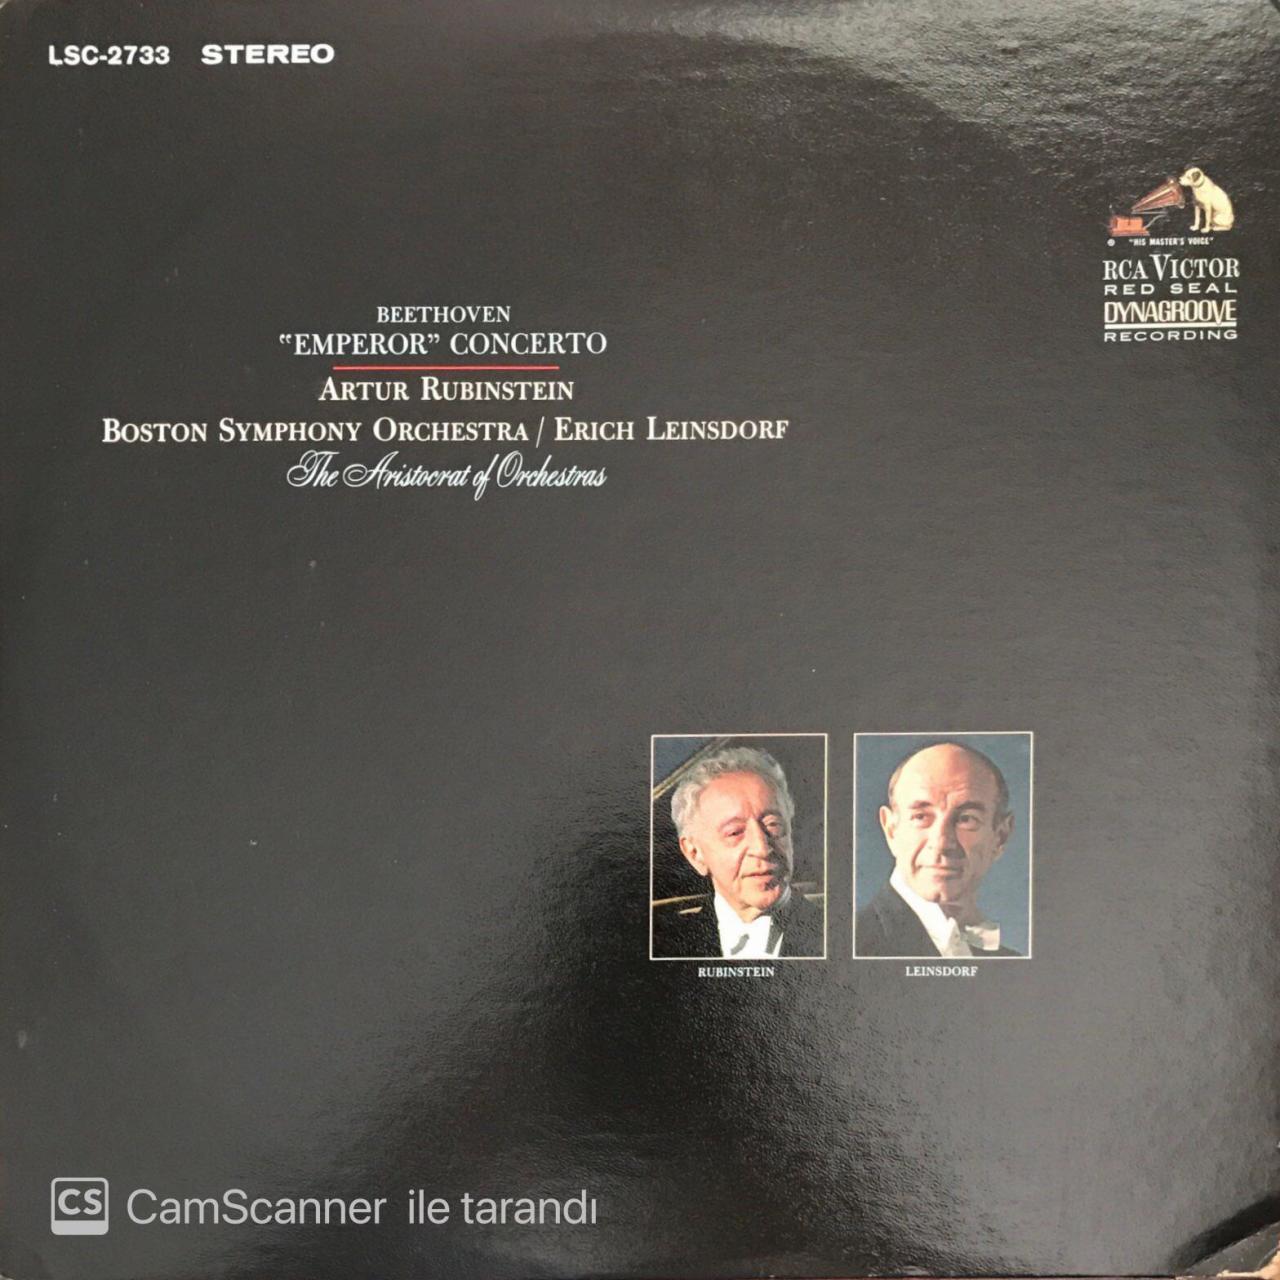 LSC-2733 STEREO
"HIS MASTER'S VOICE"
RCA VICTOR
RED SEAL
DYNAGROOVE
RECORDING
BEETHOVEN
“EMPEROR” CONCERTO
ARTUR RUBINSTEIN
BOSTON SYMPHONY ORCHESTRA / ERICH LEINSDORF
The Aristocrat of Orchestras
RUBINSTEIN LEINSDORF
CS CamScanner ile tarandı